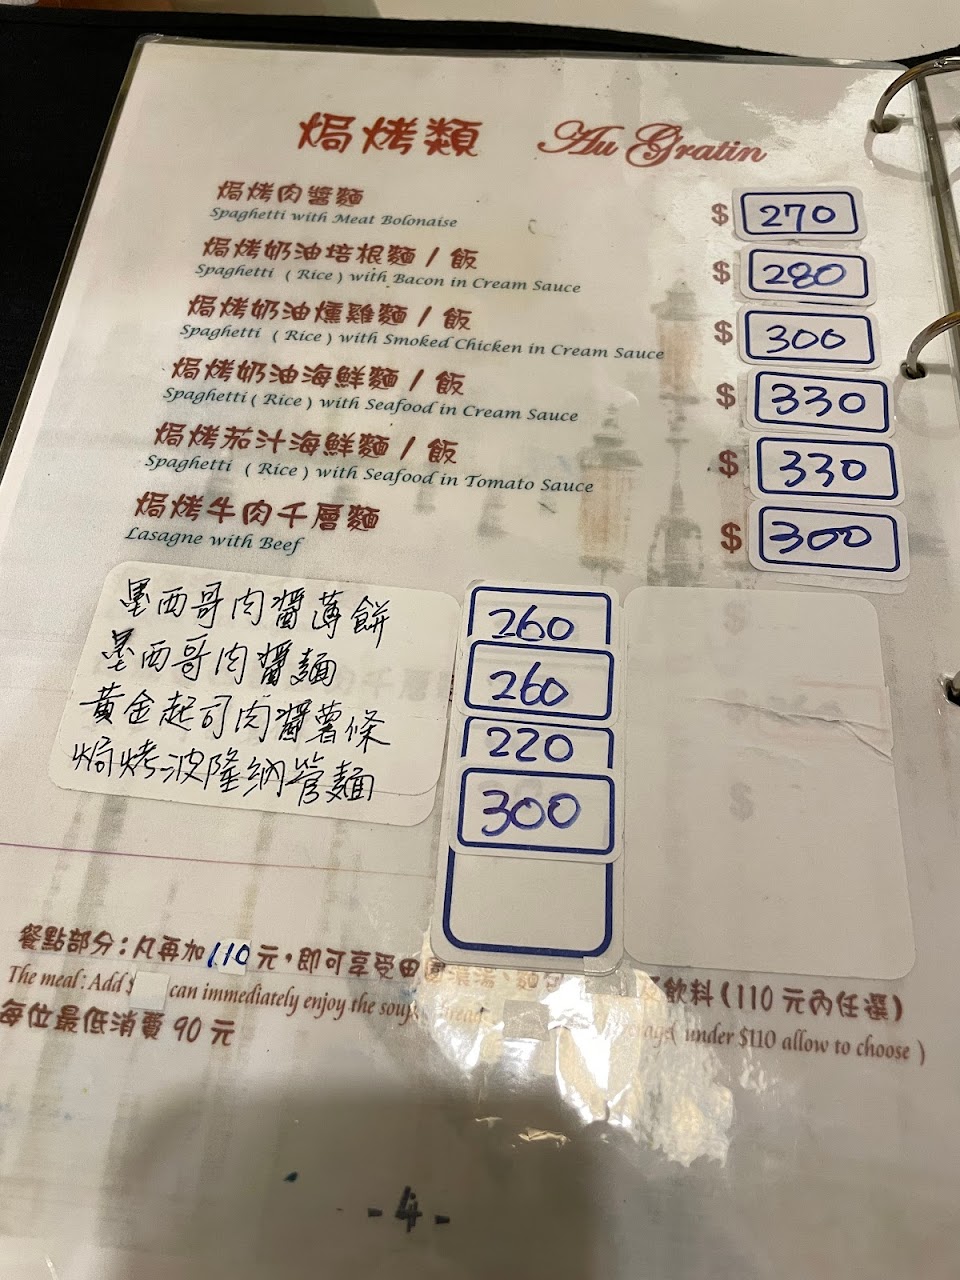 焗烤類 Au Gratin
焗烤肉醬麵
Spaghetti with Meat Bolonaise
$ 270
焗烤奶油培根麵 / 飯
Spaghetti (Rice) with Bacon in Cream Sauce
$ 280
焗烤奶油燻雞麵 / 飯
Spaghetti (Rice) with Smoked Chicken in Cream Sauce
$ 300
焗烤奶油海鮮麵 / 飯
Spaghetti (Rice) with Seafood in Cream Sauce
$ 330
焗烤茄汁海鮮麵 / 飯
Spaghetti (Rice) with Seafood in Tomato Sauce
$ 330
焗烤牛肉千層麵
Lasagne with Beef
$ 300
墨西哥肉醬薄餅 260
墨西哥肉醬麵 260
黃金起司肉醬薯條 220
焗烤波隆納管麵 300
餐點部分：凡再加110元，即可享受田園濃湯、麵 飲料(110元內任選)
The meal: Add $ can immediately enjoy the soup, bread under $110 allow to choose )
每位最低消費 90 元
- 4 -